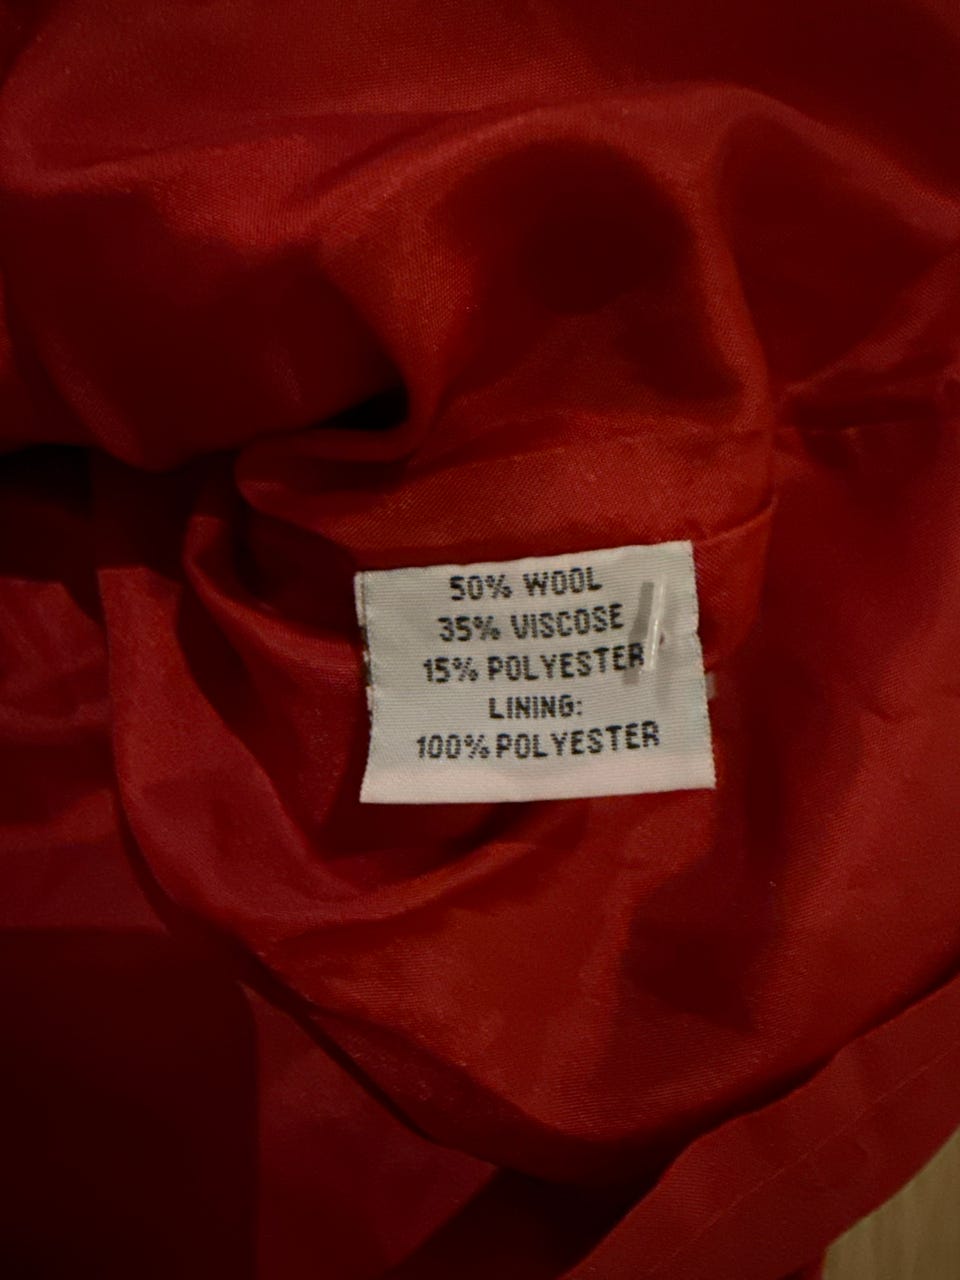 50% WOOL
35% VISCOSE
15% POLYESTER
LINING:
100% POLYESTER